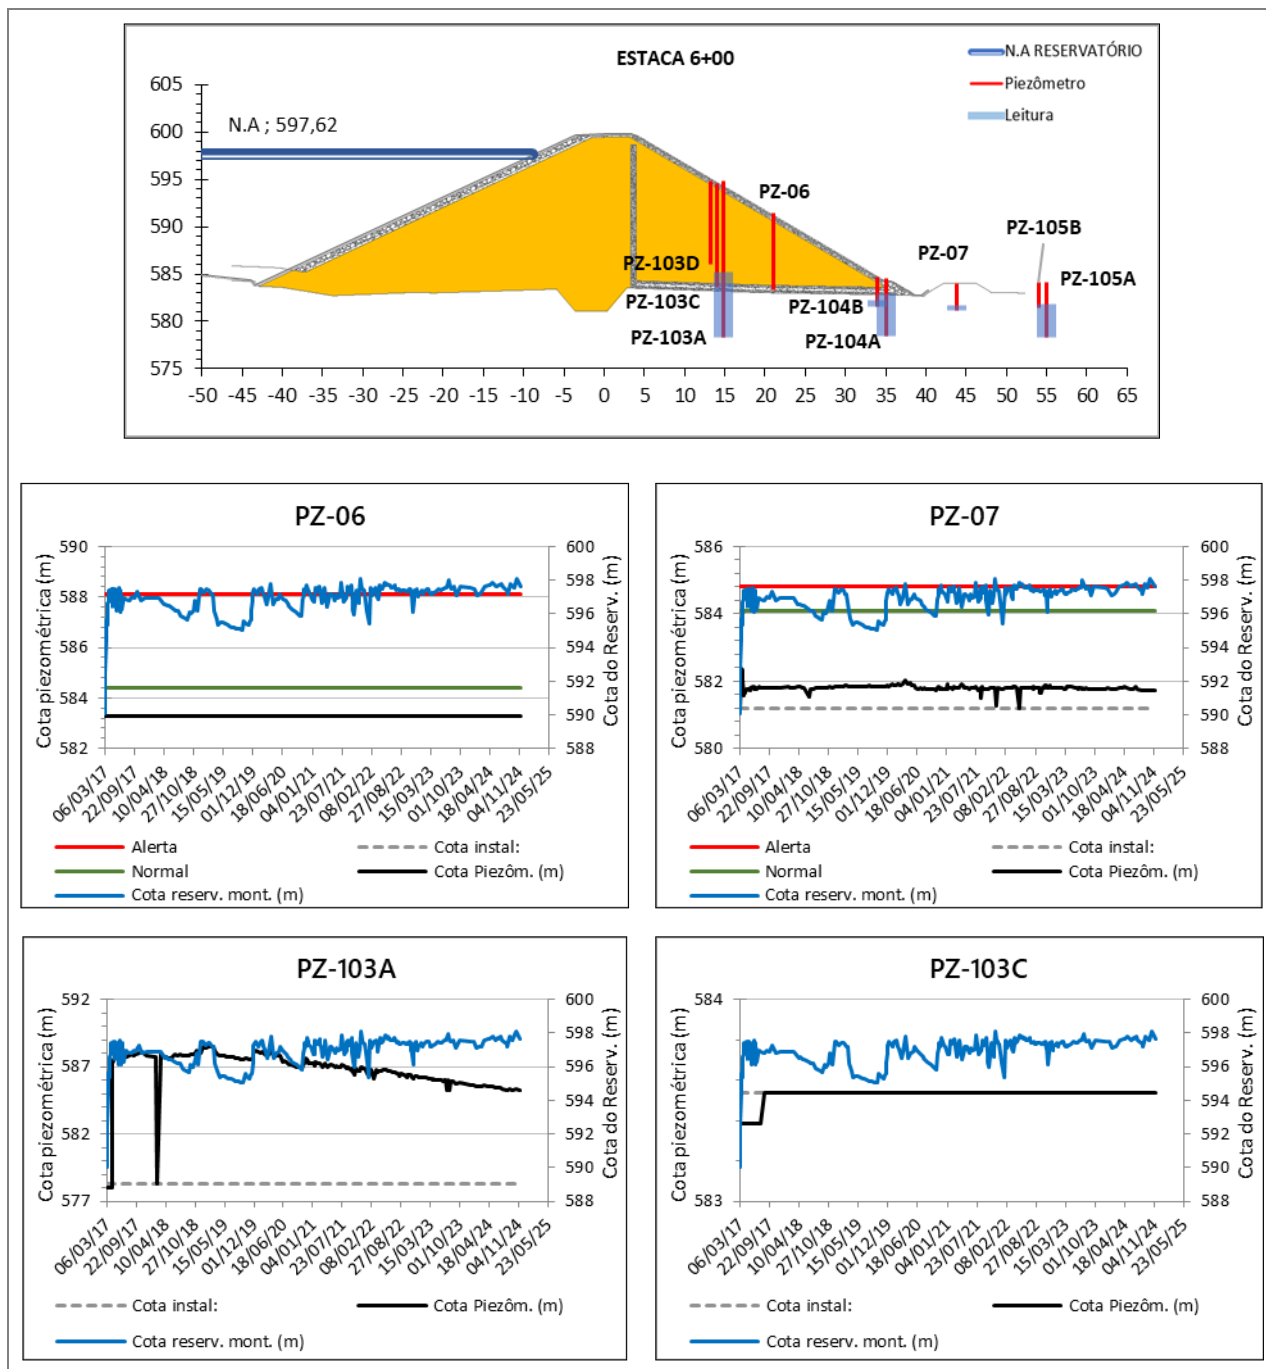 ESTACA 6+00
N.A RESERVATÓRIO
Piezômetro
Leitura
605
600
595
590
585
580
575
N.A ; 597,62
PZ-06
PZ-105B
PZ-07
PZ-103D
PZ-105A
PZ-103C
PZ-104B
PZ-103A
PZ-104A
-50 -45 -40 -35 -30 -25 -20 -15 -10 -5 0 5 10 15 20 25 30 35 40 45 50 55 60 65
PZ-06
Cota piezométrica (m)
590
588
586
584
582
600
598
596
594
592
590
588
Cota do Reserv. (m)
06/03/17 22/09/17 10/04/18 27/10/18 15/05/19 01/12/19 18/06/20 04/01/21 23/07/21 08/02/22 27/08/22 15/03/23 01/10/23 18/04/24 04/11/24 23/05/25
Alerta
Cota instal:
Normal
Cota Piezôm. (m)
Cota reserv. mont. (m)
PZ-07
Cota piezométrica (m)
586
584
582
580
600
598
596
594
592
590
588
Cota do Reserv. (m)
06/03/17 22/09/17 10/04/18 27/10/18 15/05/19 01/12/19 18/06/20 04/01/21 23/07/21 08/02/22 27/08/22 15/03/23 01/10/23 18/04/24 04/11/24 23/05/25
Alerta
Cota instal:
Normal
Cota Piezôm. (m)
Cota reserv. mont. (m)
PZ-103A
Cota piezométrica (m)
592
587
582
577
600
598
596
594
592
590
588
Cota do Reserv. (m)
06/03/17 22/09/17 10/04/18 27/10/18 15/05/19 01/12/19 18/06/20 04/01/21 23/07/21 08/02/22 27/08/22 15/03/23 01/10/23 18/04/24 04/11/24 23/05/25
Cota instal:
Cota Piezôm. (m)
Cota reserv. mont. (m)
PZ-103C
Cota piezométrica (m)
584
583
600
598
596
594
592
590
588
Cota do Reserv. (m)
06/03/17 22/09/17 10/04/18 27/10/18 15/05/19 01/12/19 18/06/20 04/01/21 23/07/21 08/02/22 27/08/22 15/03/23 01/10/23 18/04/24 04/11/24 23/05/25
Cota instal:
Cota Piezôm. (m)
Cota reserv. mont. (m)